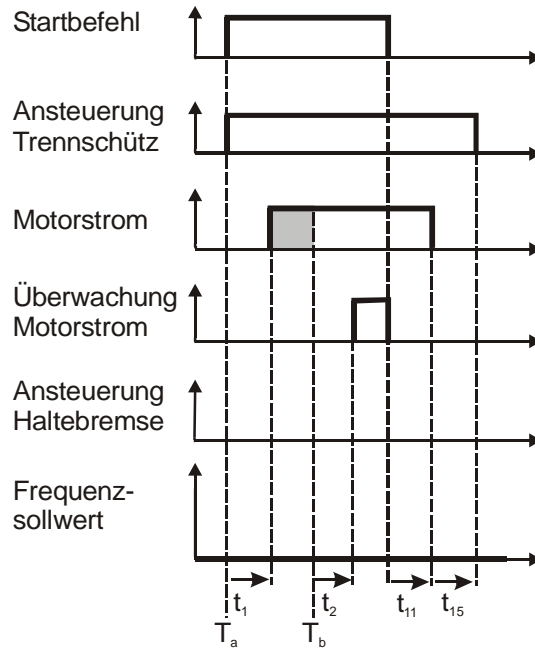 Startbefehl
Ansteuerung
Trennschütz
Motorstrom
Überwachung
Motorstrom
Ansteuerung
Haltebremse
Frequenz-
sollwert
t1 t2 t11 t15
Ta Tb